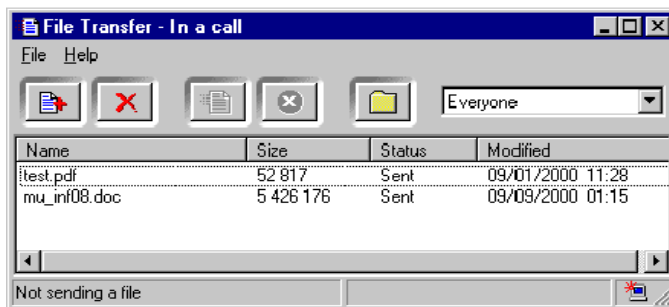 File Transfer - In a call
File Help
Everyone
Name Size Status Modified
test.pdf 52 817 Sent 09/01/2000 11:28
mu_inf08.doc 5 426 176 Sent 09/09/2000 01:15
Not sending a file